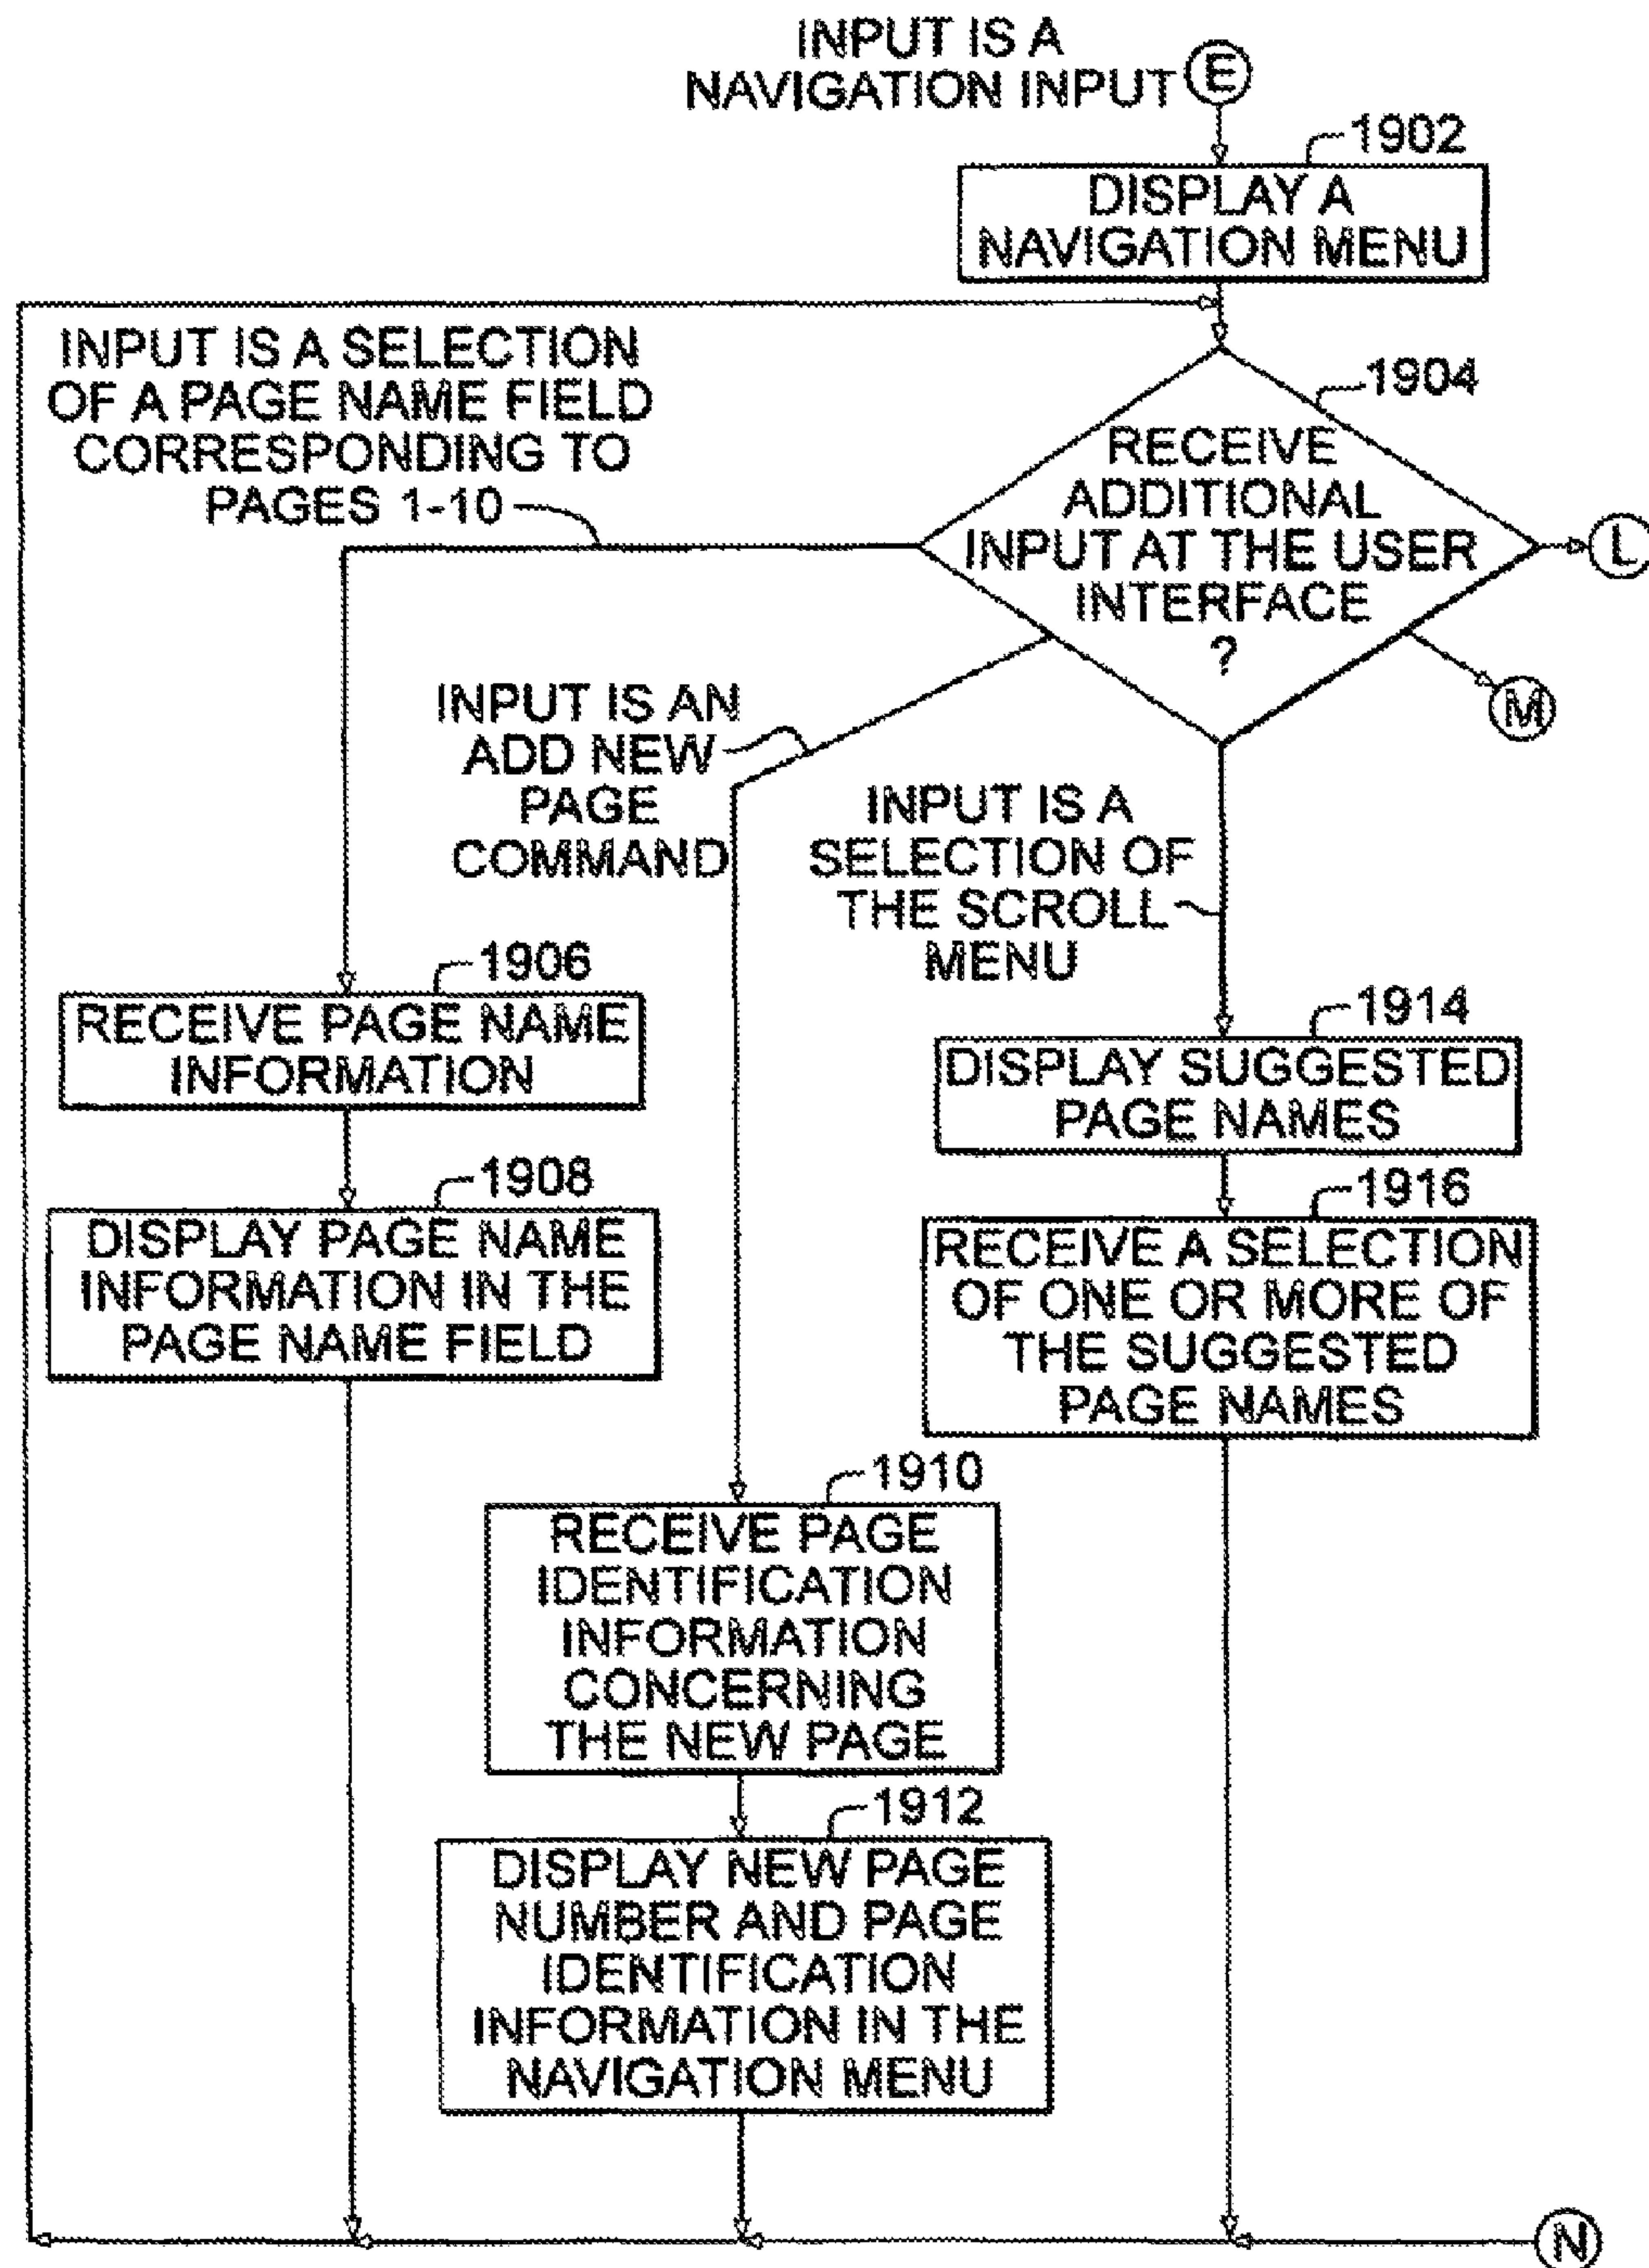 INPUT IS A
NAVIGATION INPUT
E
1902
DISPLAY A
NAVIGATION MENU
INPUT IS A SELECTION
OF A PAGE NAME FIELD
CORRESPONDING TO
PAGES 1-10
1904
RECEIVE
ADDITIONAL
INPUT AT THE USER
INTERFACE
?
L
M
INPUT IS AN
ADD NEW
PAGE
COMMAND
INPUT IS A
SELECTION OF
THE SCROLL
MENU
1906
RECEIVE PAGE NAME
INFORMATION
1908
DISPLAY PAGE NAME
INFORMATION IN THE
PAGE NAME FIELD
1914
DISPLAY SUGGESTED
PAGE NAMES
1916
RECEIVE A SELECTION
OF ONE OR MORE OF
THE SUGGESTED
PAGE NAMES
1910
RECEIVE PAGE
IDENTIFICATION
INFORMATION
CONCERNING
THE NEW PAGE
1912
DISPLAY NEW PAGE
NUMBER AND PAGE
IDENTIFICATION
INFORMATION IN THE
NAVIGATION MENU
N